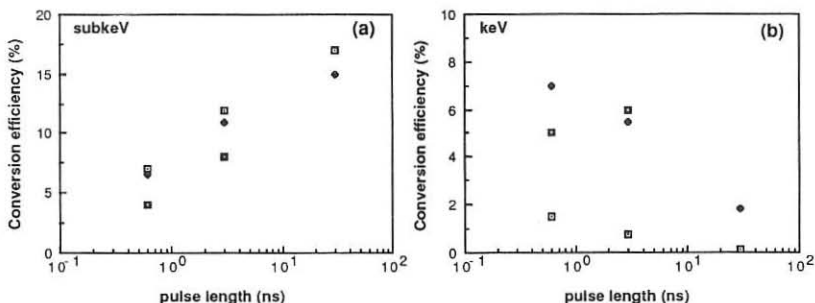 subkeV
(a)
Conversion efficiency (%)
20
15
10
5
0
10⁻¹
10⁰
10¹
10²
pulse length (ns)
keV
(b)
Conversion efficiency (%)
8
6
4
2
0
10⁻¹
10⁰
10¹
10²
pulse length (ns)